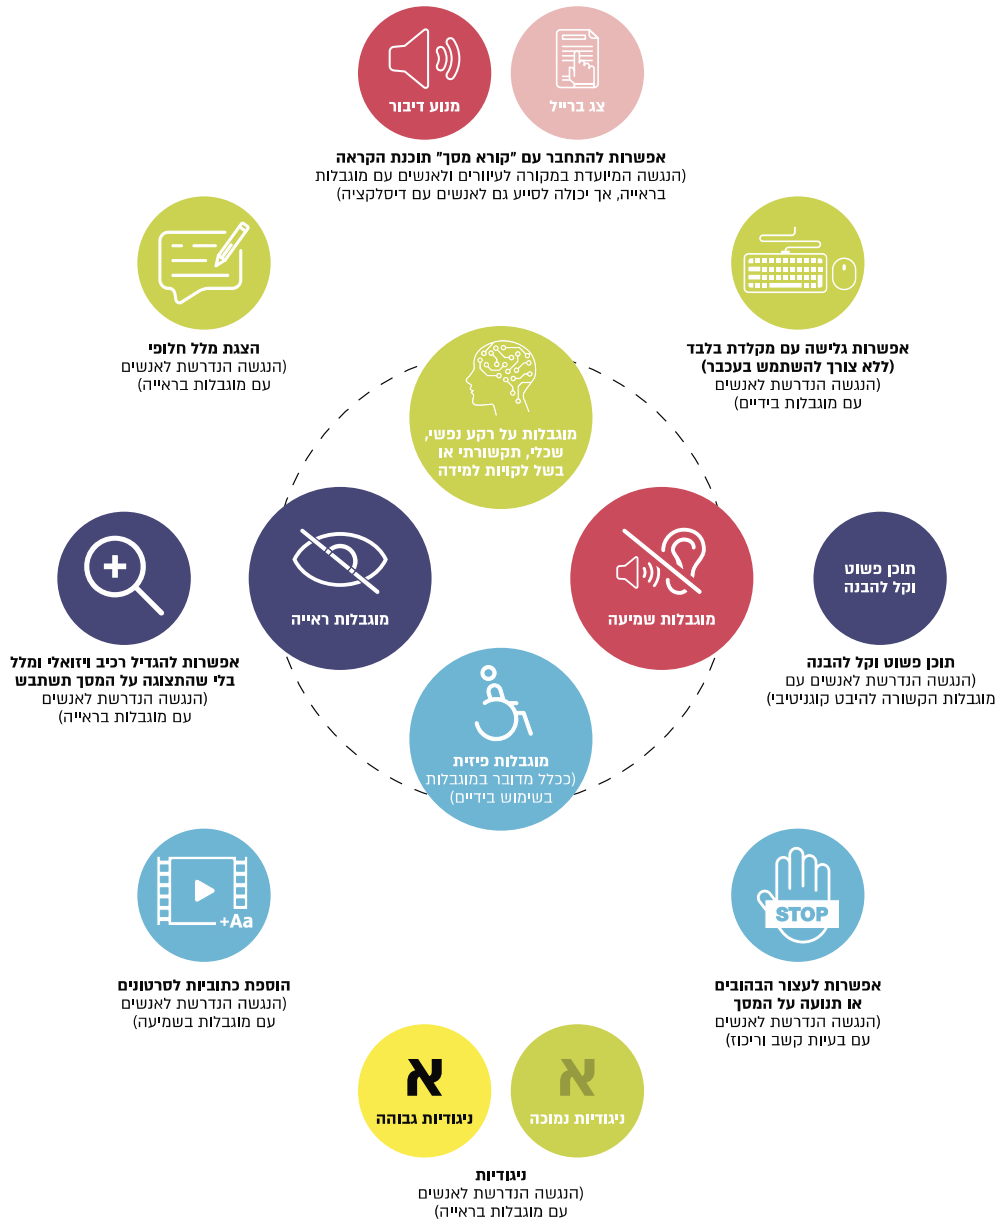 צג ברייל
מנוע דיבור
אפשרות להתחבר עם "קורא מסך" תוכנת הקראה
(הנגשה המיועדת במקורה לעיוורים ולאנשים עם מוגבלות
בראייה, אך יכולה לסייע גם לאנשים עם דיסלקציה)
אפשרות גלישה עם מקלדת בלבד
(ללא צורך להשתמש בעכבר)
(הנגשה הנדרשת לאנשים
עם מוגבלות בידיים)
הצגת מלל חלופי
(הנגשה הנדרשת לאנשים
עם מוגבלות בראייה)
מוגבלות על רקע נפשי,
שכלי, תקשורתי או
בשל לקויות למידה
תוכן פשוט
וקל להבנה
תוכן פשוט וקל להבנה
(הנגשה הנדרשת לאנשים עם
מוגבלות הקשורה להיבט קוגניטיבי)
מוגבלות שמיעה
מוגבלות ראייה
אפשרות להגדיל רכיב ויזואלי ומלל
בלי שהתצוגה על המסך תשתבש
(הנגשה הנדרשת לאנשים
עם מוגבלות בראייה)
מוגבלות פיזית
(ככלל מדובר במוגבלות
בשימוש בידיים)
STOP
אפשרות לעצור הבהובים
או תנועה על המסך
(הנגשה הנדרשת לאנשים
עם בעיות קשב וריכוז)
+Aa
הוספת כתוביות לסרטונים
(הנגשה הנדרשת לאנשים
עם מוגבלות בשמיעה)
א
ניגודיות נמוכה
א
ניגודיות גבוהה
ניגודיות
(הנגשה הנדרשת לאנשים
עם מוגבלות בראייה)